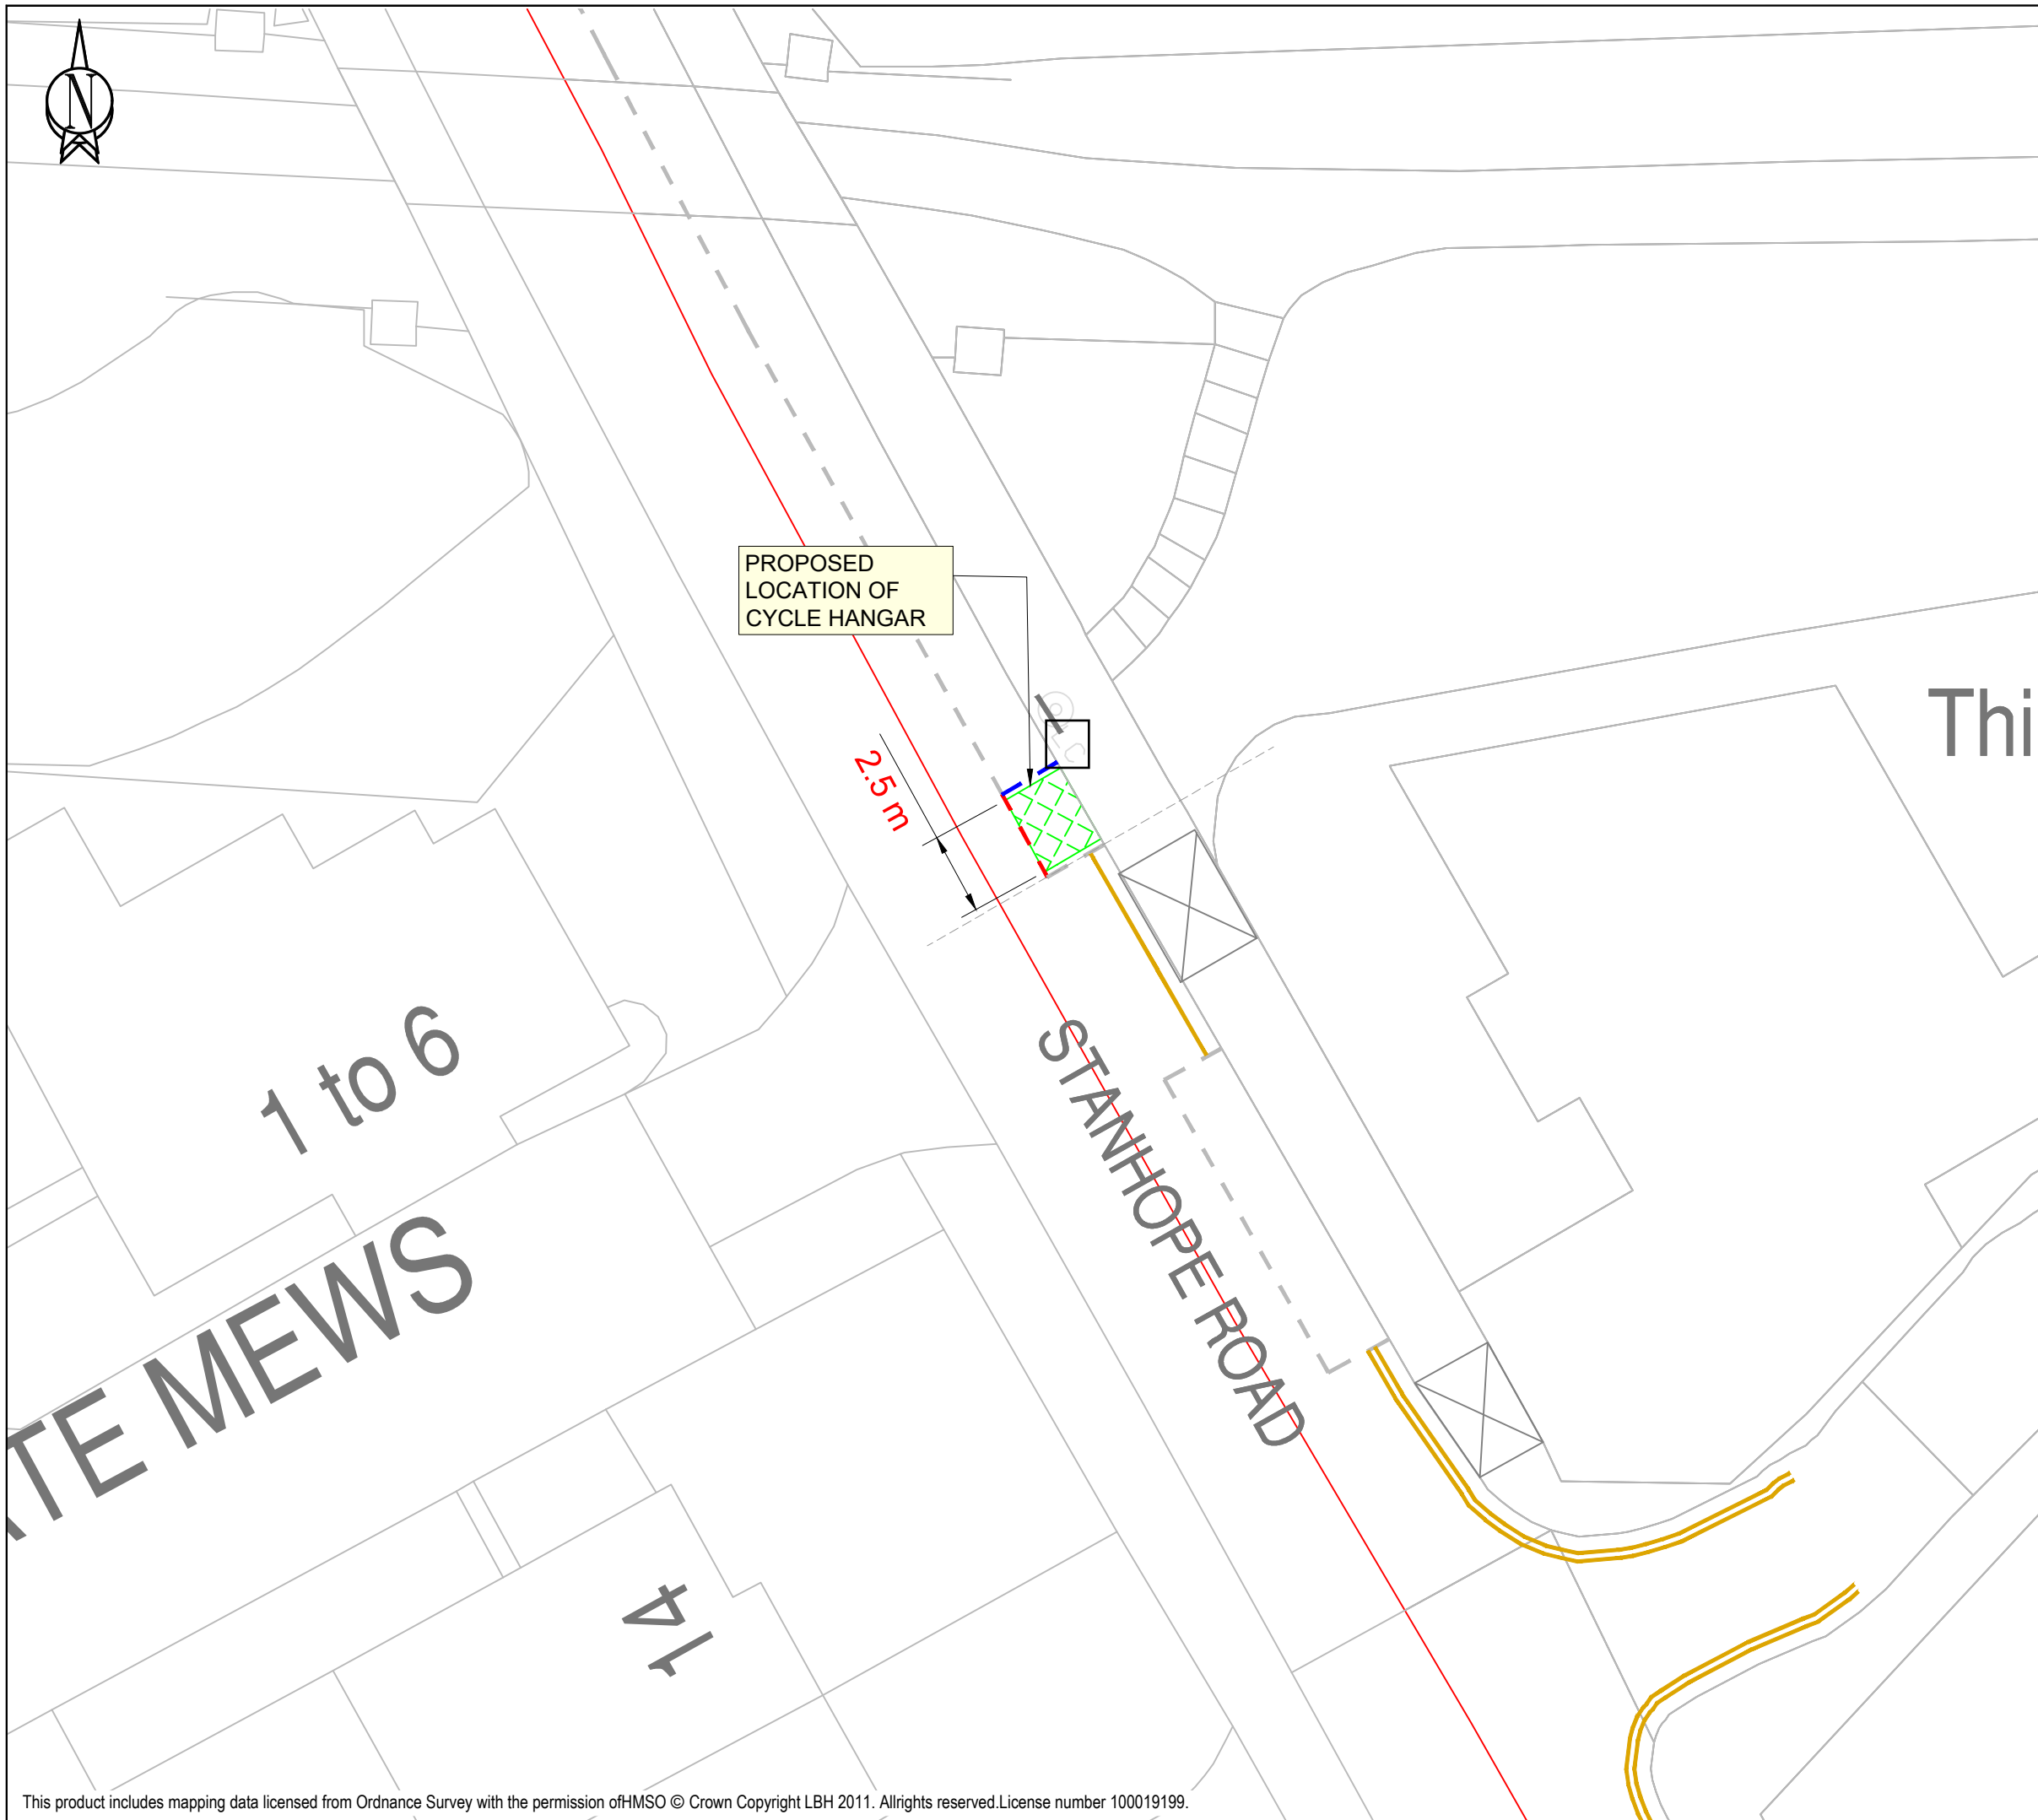 N
PROPOSED
LOCATION OF
CYCLE HANGAR
Thi
2.5 m
1 to 6
STANHOPE ROAD
TE MEWS
14
This product includes mapping data licensed from Ordnance Survey with the permission ofHMSO © Crown Copyright LBH 2011. Allrights reserved.License number 100019199.